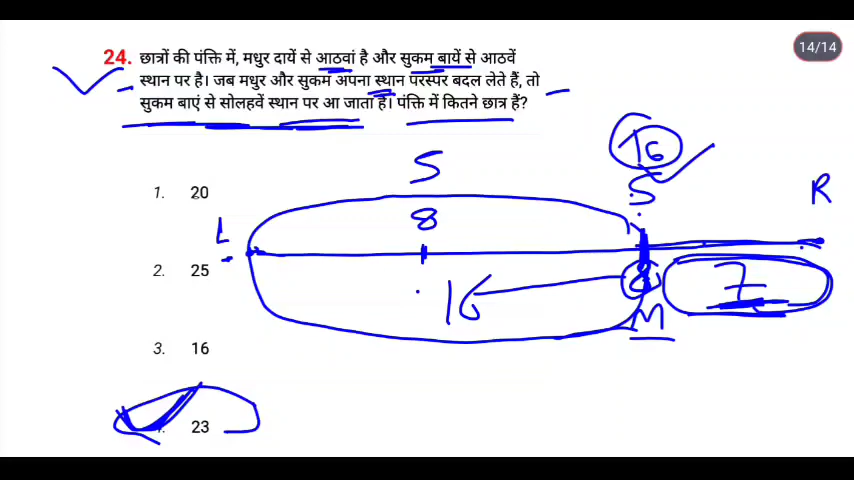 14/14
24. छात्रों की पंक्ति में, मधुर दायें से आठवां है और सुकम बायें से आठवें
स्थान पर है। जब मधुर और सुकम अपना स्थान परस्पर बदल लेते हैं, तो
सुकम बाएं से सोलहवें स्थान पर आ जाता है। पंक्ति में कितने छात्र हैं?
16
S
S
R
1. 20
8
L
2. 25
16
8
7
M
3. 16
4. 23